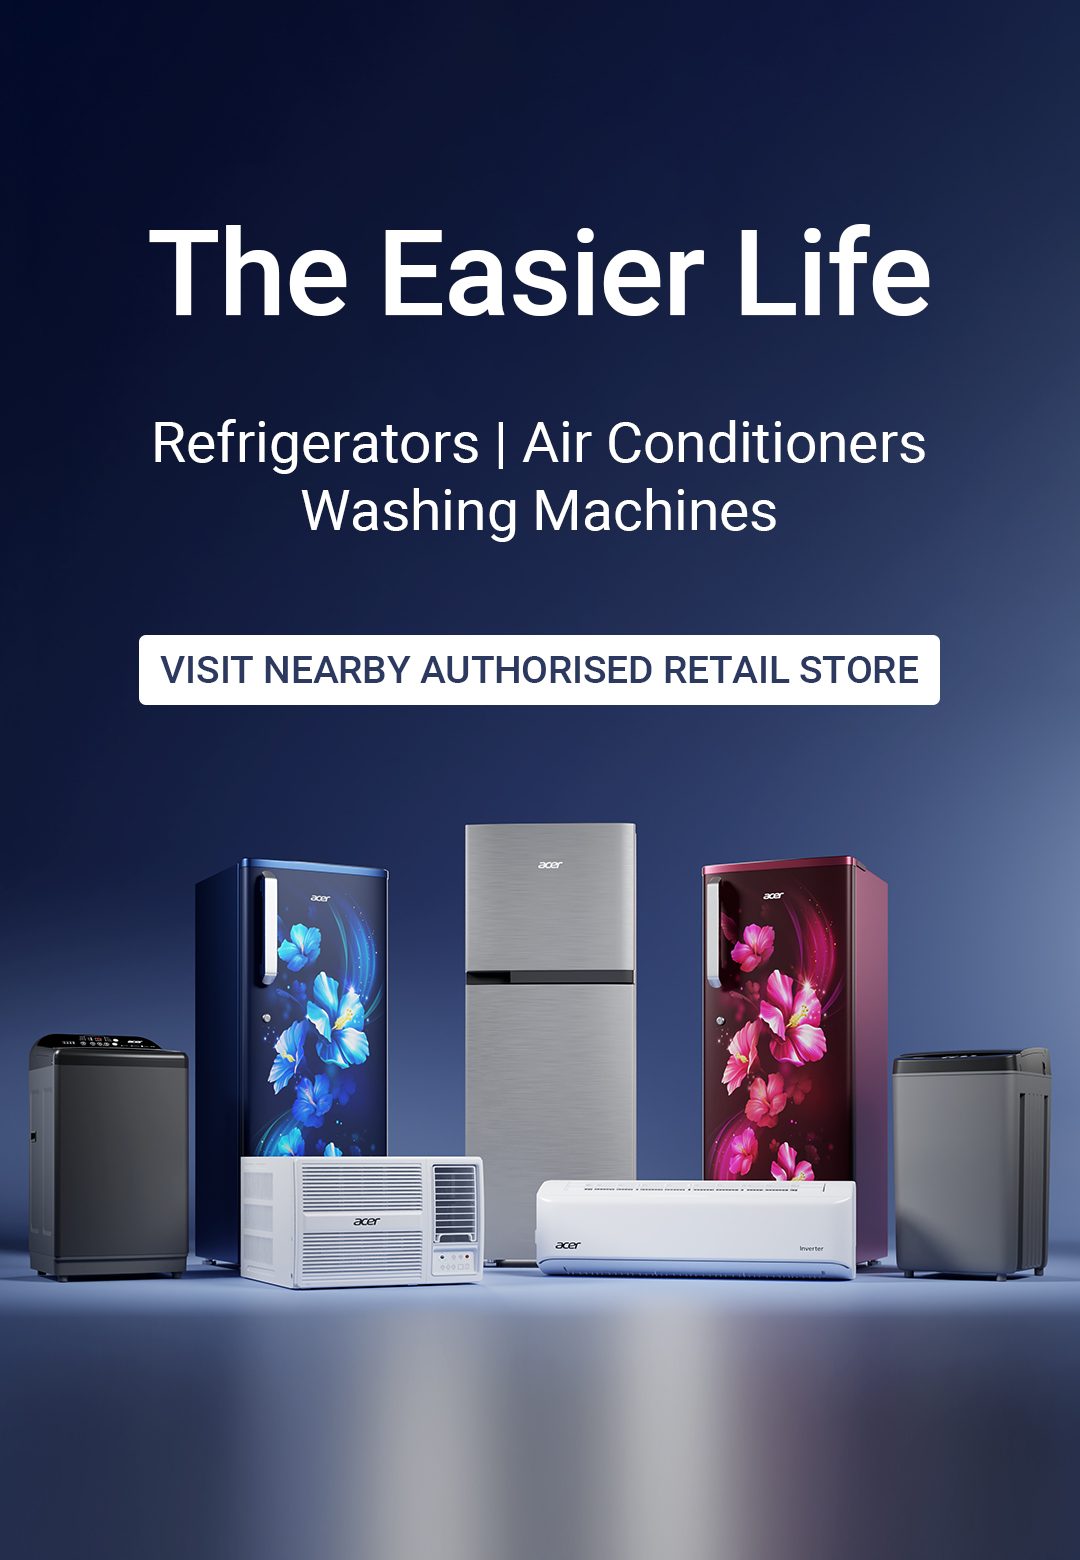 The Easier Life
Refrigerators | Air Conditioners
Washing Machines
VISIT NEARBY AUTHORISED RETAIL STORE
acer
acer
acer
acer
acer
acer
Inverter